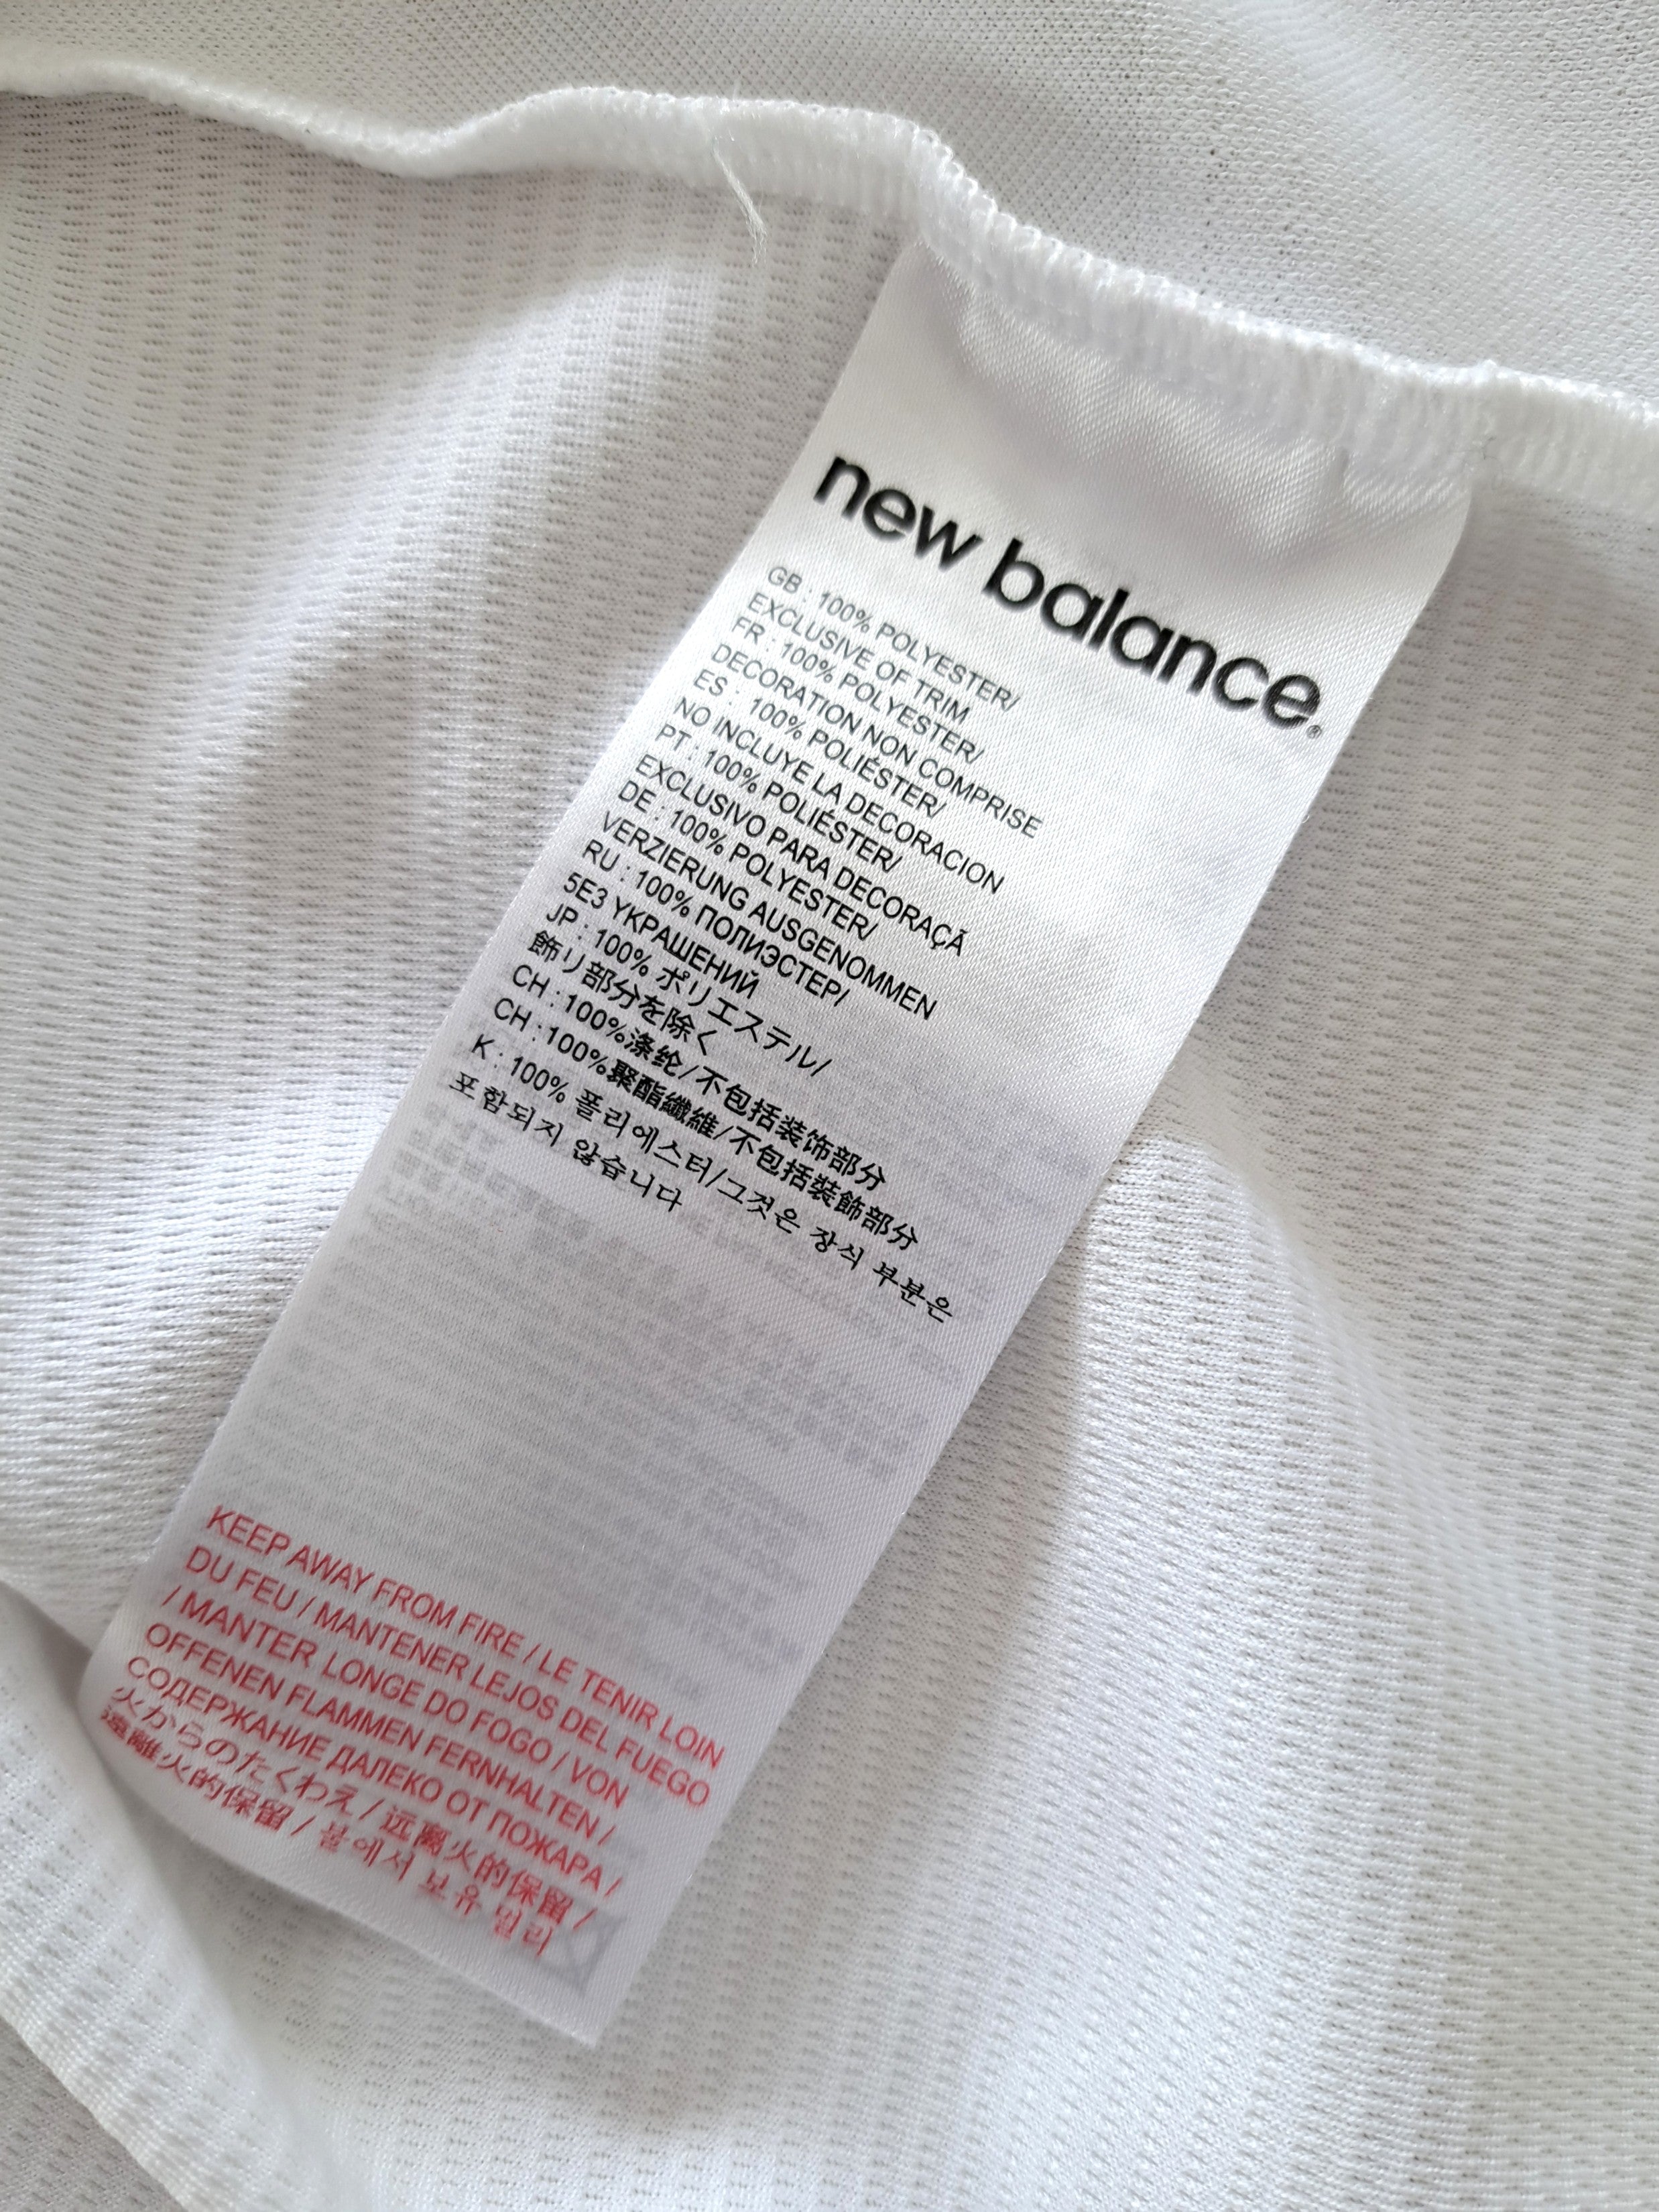 new balance®
GB : 100% POLYESTER/
EXCLUSIVE OF TRIM
FR : 100% POLYESTER/
DECORATION NON COMPRISE
ES : 100% POLIÉSTER/
NO INCLUYE LA DECORACION
PT : 100% POLIÉSTER/
EXCLUSIVO PARA DECORAÇÃ
DE : 100% POLYESTER/
VERZIERUNG AUSGENOMMEN
RU : 100% ПОЛИЭСТЕР/
5E3 УКРАШЕНИЙ
JP : 100% ポリエステル/
飾り部分を除く
CH : 100%涤纶/不包括装饰部分
CH : 100%聚酯纖維/不包括裝飾部分
K : 100% 폴리에스터/그것은 장식 부분은
포함되지 않습니다
KEEP AWAY FROM FIRE / LE TENIR LOIN
DU FEU / MANTENER LEJOS DEL FUEGO
/ MANTER LONGE DO FOGO / VON
OFFENEN FLAMMEN FERNHALTEN /
СОДЕРЖАНИЕ ДАЛЕКО ОТ ПОЖАРА /
火からのたくわえ / 远离火的保留 /
遠離火的保留 / 불에서 보유 멀리